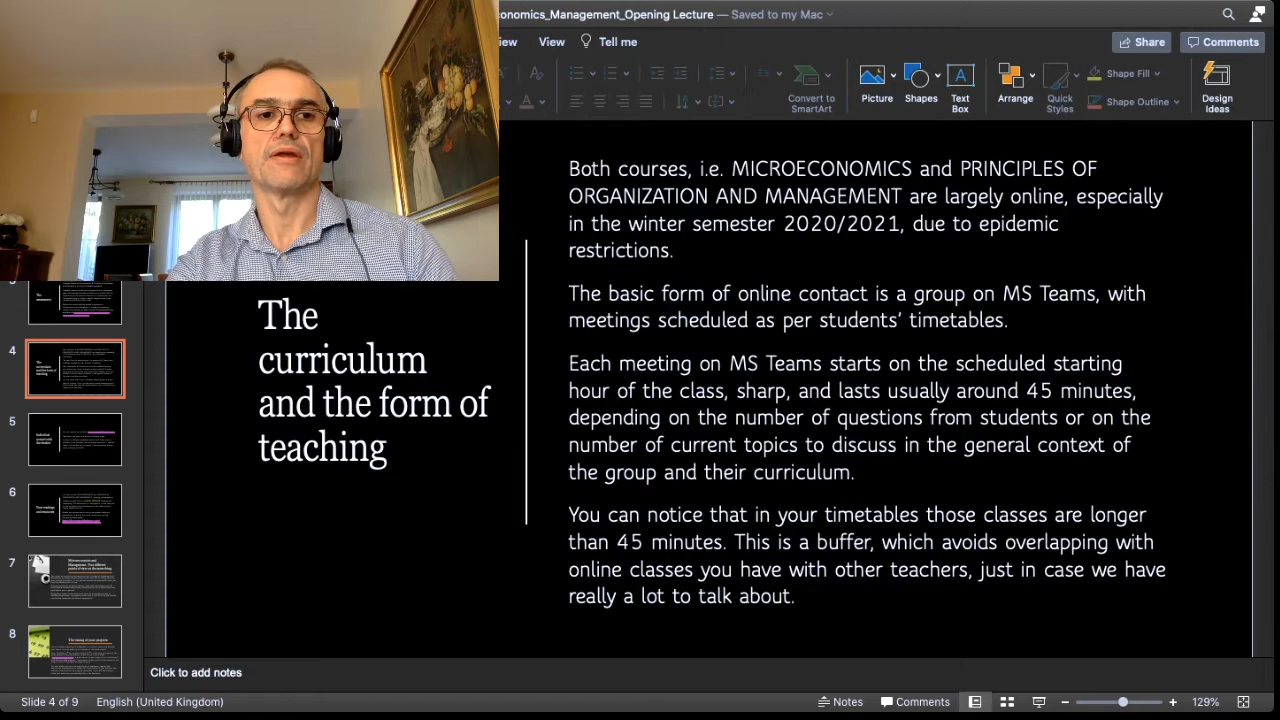 onomics_Management_Opening Lecture — Saved to my Mac
iew View Tell me
Share Comments
Convert to
SmartArt
Picture Shapes Text
Box
Arrange Quick
Styles
Shape Fill
Shape Outline
Design
Ideas
Both courses, i.e. MICROECONOMICS and PRINCIPLES OF
ORGANIZATION AND MANAGEMENT are largely online, especially
in the winter semester 2020/2021, due to epidemic
restrictions.
The basic form of online contact is a group on MS Teams, with
meetings scheduled as per students’ timetables.
Each meeting on MS Teams starts on the scheduled starting
hour of the class, sharp, and lasts usually around 45 minutes,
depending on the number of questions from students or on the
number of current topics to discuss in the general context of
the group and their curriculum.
You can notice that in your timetables those classes are longer
than 45 minutes. This is a buffer, which avoids overlapping with
online classes you have with other teachers, just in case we have
really a lot to talk about.
The
curriculum
and the form of
teaching
4
5
6
7
8
Click to add notes
Slide 4 of 9 English (United Kingdom) Notes Comments 129%